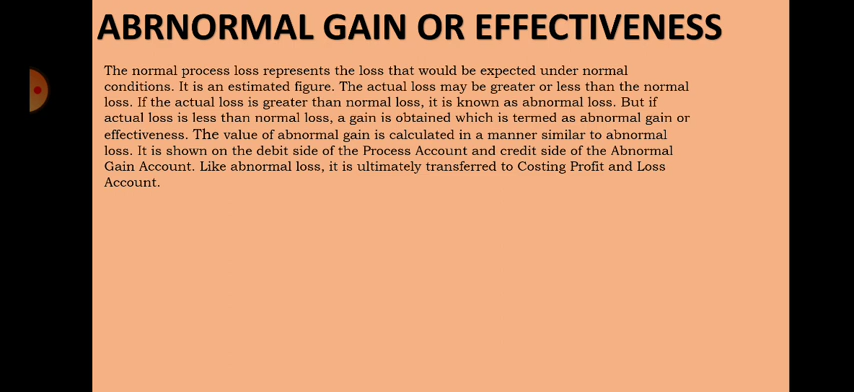 ABRNORMAL GAIN OR EFFECTIVENESS
The normal process loss represents the loss that would be expected under normal
conditions. It is an estimated figure. The actual loss may be greater or less than the normal
loss. If the actual loss is greater than normal loss, it is known as abnormal loss. But if
actual loss is less than normal loss, a gain is obtained which is termed as abnormal gain or
effectiveness. The value of abnormal gain is calculated in a manner similar to abnormal
loss. It is shown on the debit side of the Process Account and credit side of the Abnormal
Gain Account. Like abnormal loss, it is ultimately transferred to Costing Profit and Loss
Account.